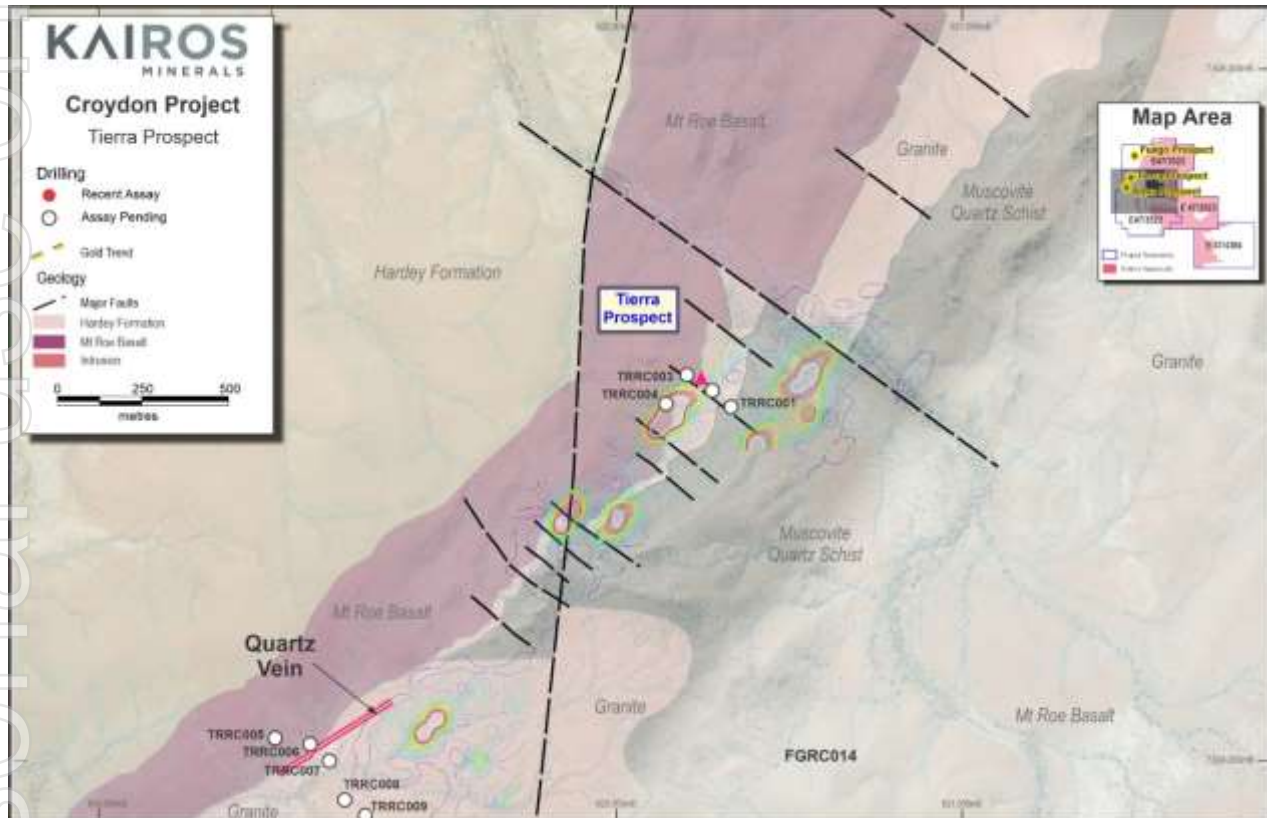 KAIROS
MINERALS
Croydon Project
Tierra Prospect
Drilling
Recent Assay
Assay Pending
Gold Trend
Geology
Major Faults
Hardey Formation
Mt Roe Basalt
Intrusion
0 250 500
metres
Map Area
Fuego Prospect
Mt Roe Basalt
Granite
Muscovite
Quartz Schist
Hardey Formation
Tierra
Prospect
Granite
TRRC003
TRRC004
TRRC001
Muscovite
Quartz Schist
Mt Roe Basalt
Quartz
Vein
Granite
Mt Roe Basalt
FGRC014
TRRC005
TRRC006
TRRC007
TRRC008
TRRC009
Granite